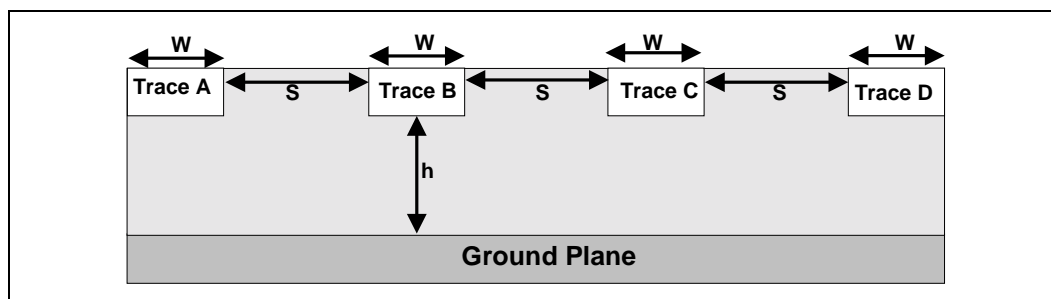 W W W W
Trace A S Trace B S Trace C S Trace D
h
Ground Plane